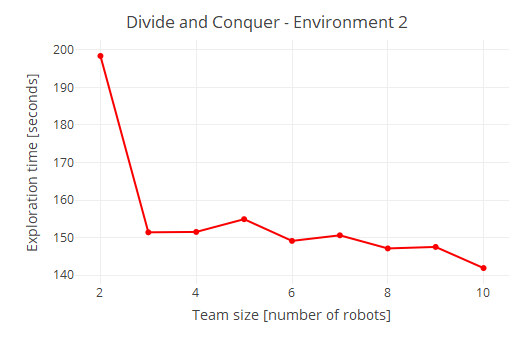 Divide and Conquer - Environment 2
Exploration time [seconds]
200
190
180
170
160
150
140
2 4 6 8 10
Team size [number of robots]